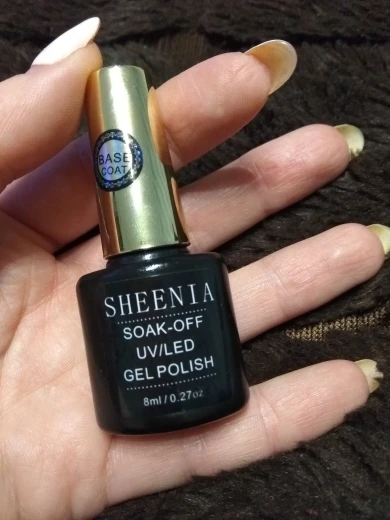 BASE
COAT
SHEENIA
SOAK-OFF
UV/LED
GEL POLISH
8ml / 0.27oz